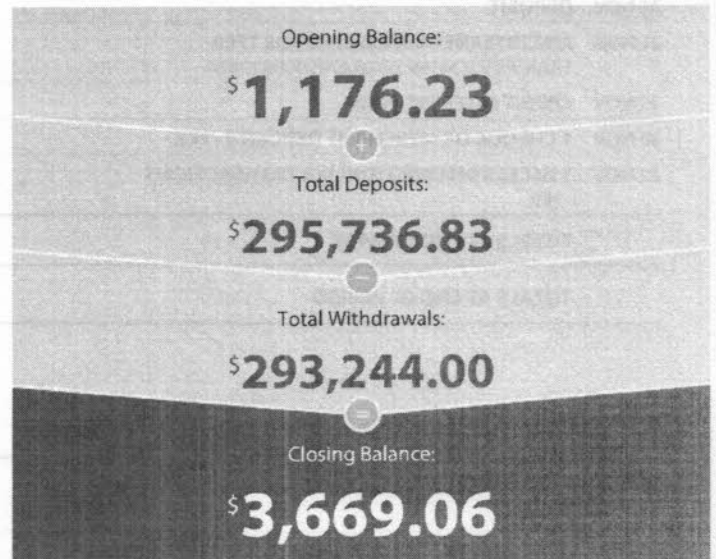 Opening Balance:
$1,176.23
+
Total Deposits:
$295,736.83
−
Total Withdrawals:
$293,244.00
=
Closing Balance:
$3,669.06